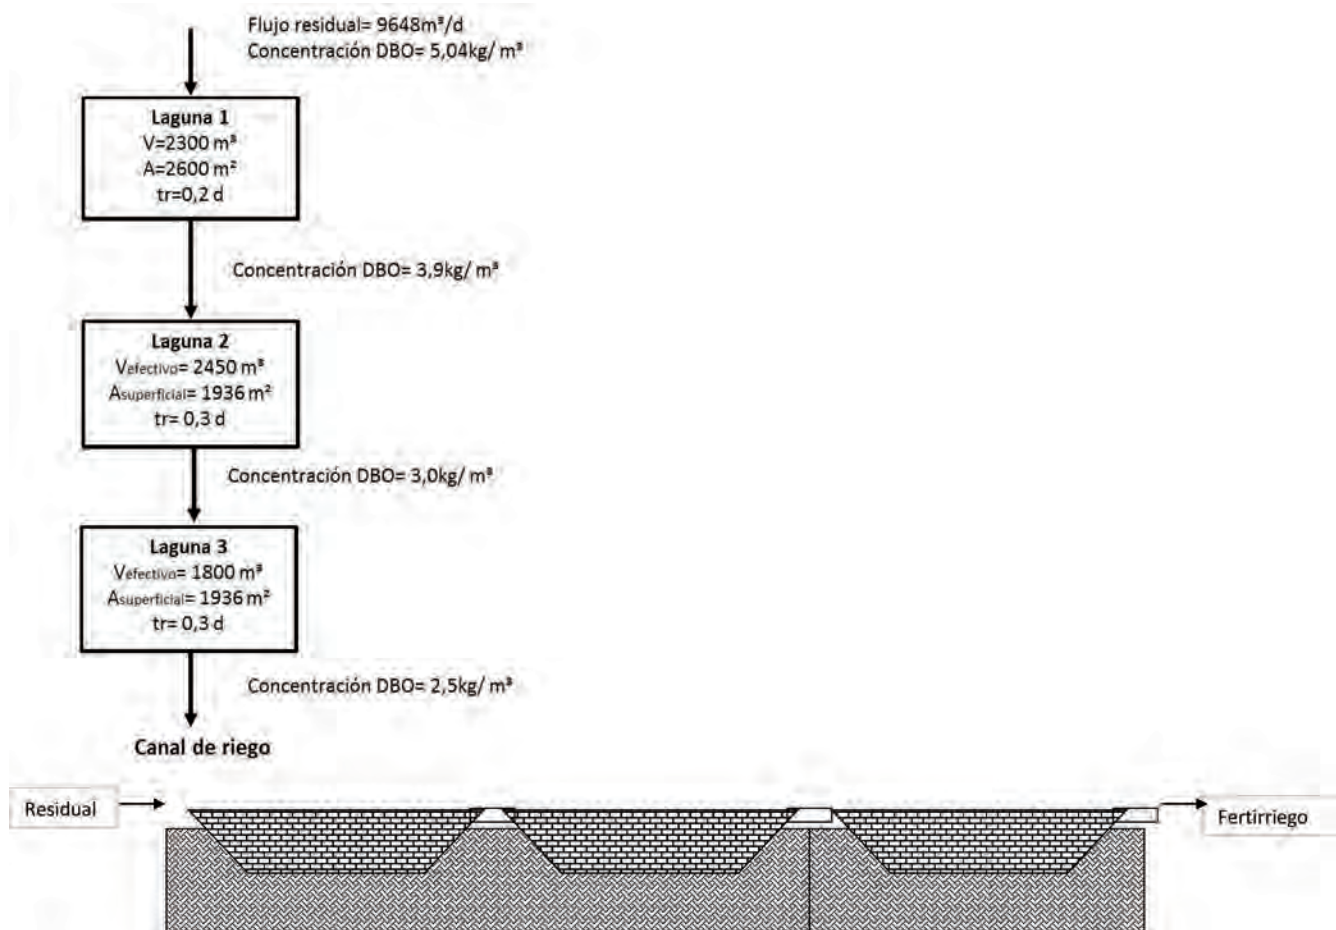 Flujo residual= 9648m³/d
Concentración DBO= 5,04kg/ m³
Laguna 1
V=2300 m³
A=2600 m²
tr=0,2 d
Concentración DBO= 3,9kg/ m³
Laguna 2
Vefectivo= 2450 m³
Asuperficial= 1936 m²
tr= 0,3 d
Concentración DBO= 3,0kg/ m³
Laguna 3
Vefectivo= 1800 m³
Asuperficial= 1936 m²
tr= 0,3 d
Concentración DBO= 2,5kg/ m³
Canal de riego
Residual
Fertirriego